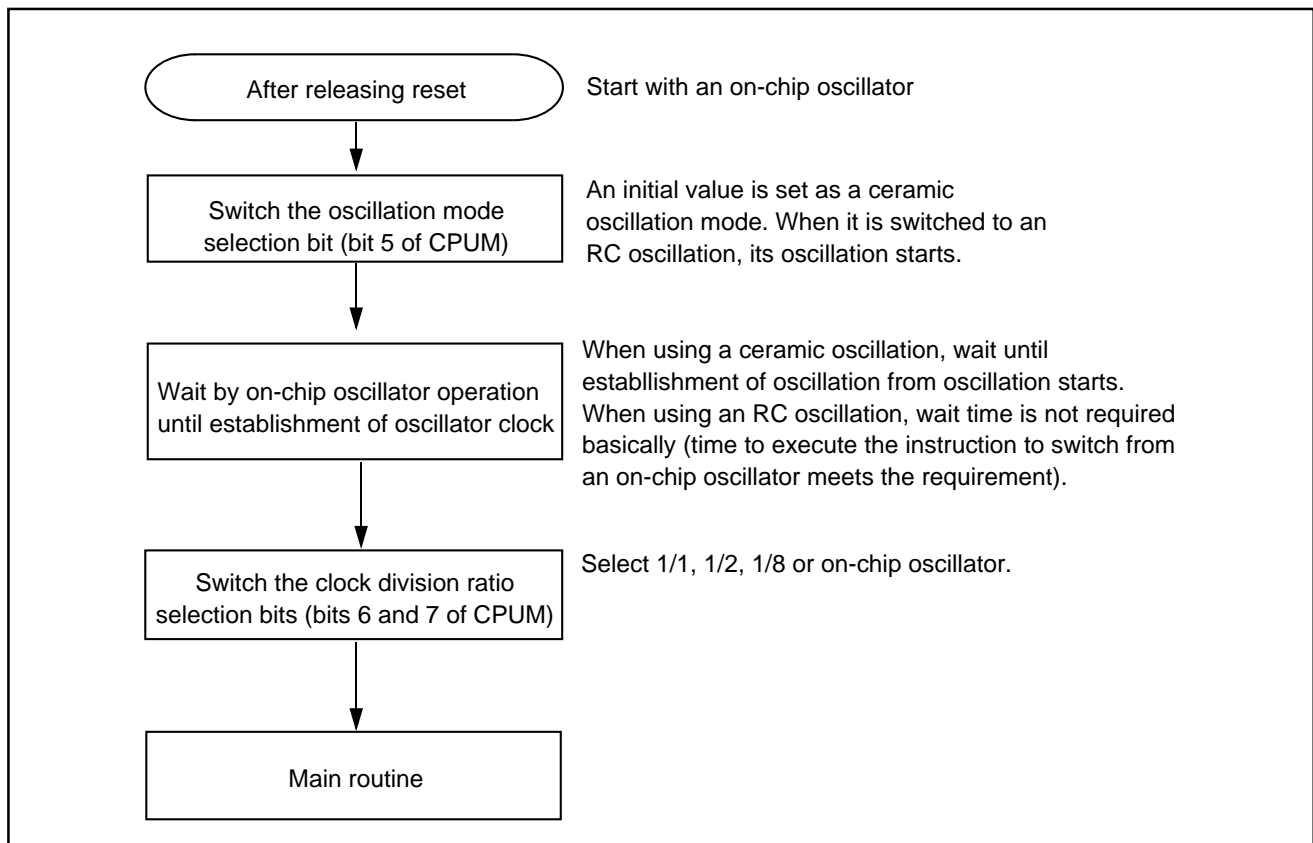 After releasing reset
Start with an on-chip oscillator
Switch the oscillation mode
selection bit (bit 5 of CPUM)
An initial value is set as a ceramic
oscillation mode. When it is switched to an
RC oscillation, its oscillation starts.
Wait by on-chip oscillator operation
until establishment of oscillator clock
When using a ceramic oscillation, wait until
establlishment of oscillation from oscillation starts.
When using an RC oscillation, wait time is not required
basically (time to execute the instruction to switch from
an on-chip oscillator meets the requirement).
Switch the clock division ratio
selection bits (bits 6 and 7 of CPUM)
Select 1/1, 1/2, 1/8 or on-chip oscillator.
Main routine